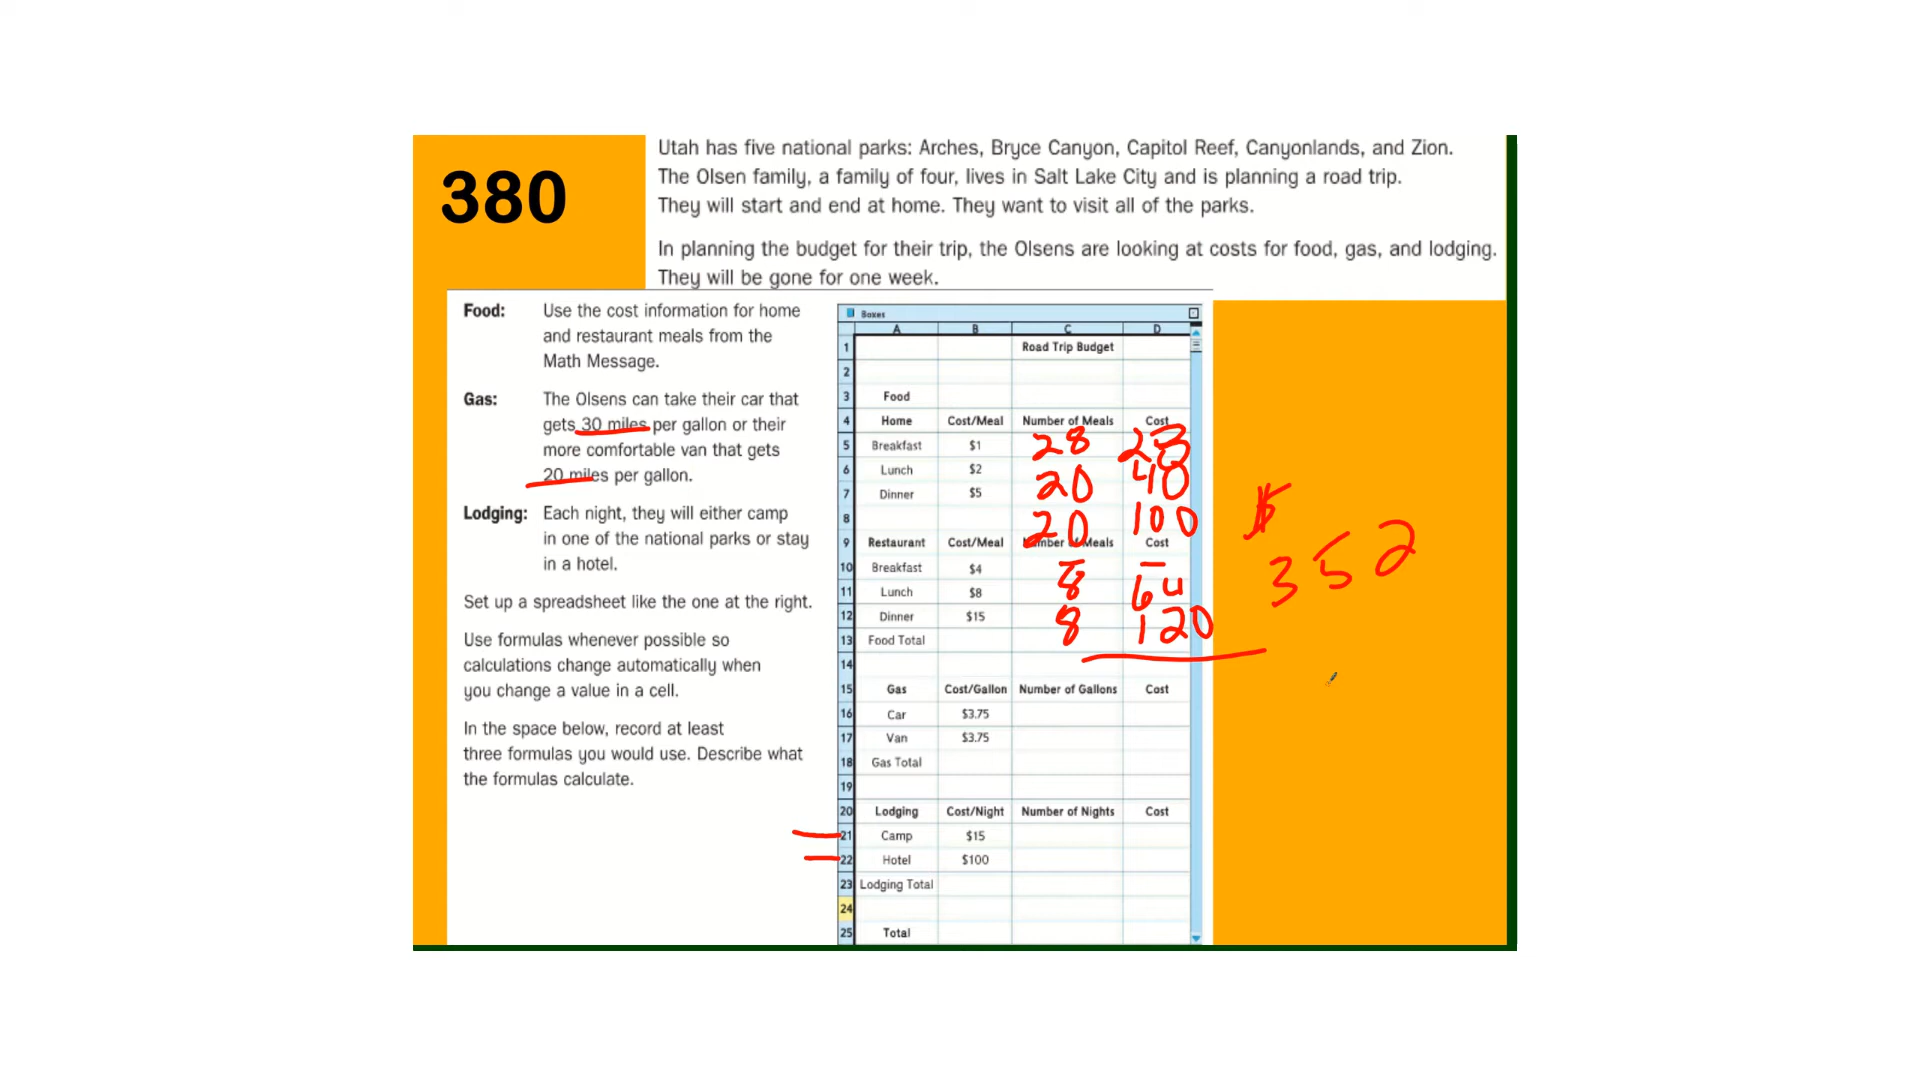 380
Utah has five national parks: Arches, Bryce Canyon, Capitol Reef, Canyonlands, and Zion.
The Olsen family, a family of four, lives in Salt Lake City and is planning a road trip.
They will start and end at home. They want to visit all of the parks.
In planning the budget for their trip, the Olsens are looking at costs for food, gas, and lodging.
They will be gone for one week.
Food: Use the cost information for home
and restaurant meals from the
Math Message.
Gas: The Olsens can take their car that
gets 30 miles per gallon or their
more comfortable van that gets
20 miles per gallon.
Lodging: Each night, they will either camp
in one of the national parks or stay
in a hotel.
Set up a spreadsheet like the one at the right.
Use formulas whenever possible so
calculations change automatically when
you change a value in a cell.
In the space below, record at least
three formulas you would use. Describe what
the formulas calculate.
Boxes
A B C D
1 Road Trip Budget
2
3 Food
4 Home Cost/Meal Number of Meals Cost
5 Breakfast $1 28 28
6 Lunch $2 20 40
7 Dinner $5
8 20 100
9 Restaurant Cost/Meal Number of Meals Cost
10 Breakfast $4 – –
11 Lunch $8 8 64
12 Dinner $15 8 120
13 Food Total
14
15 Gas Cost/Gallon Number of Gallons Cost
16 Car $3.75
17 Van $3.75
18 Gas Total
19
20 Lodging Cost/Night Number of Nights Cost
21 Camp $15
22 Hotel $100
23 Lodging Total
24
25 Total
$
352